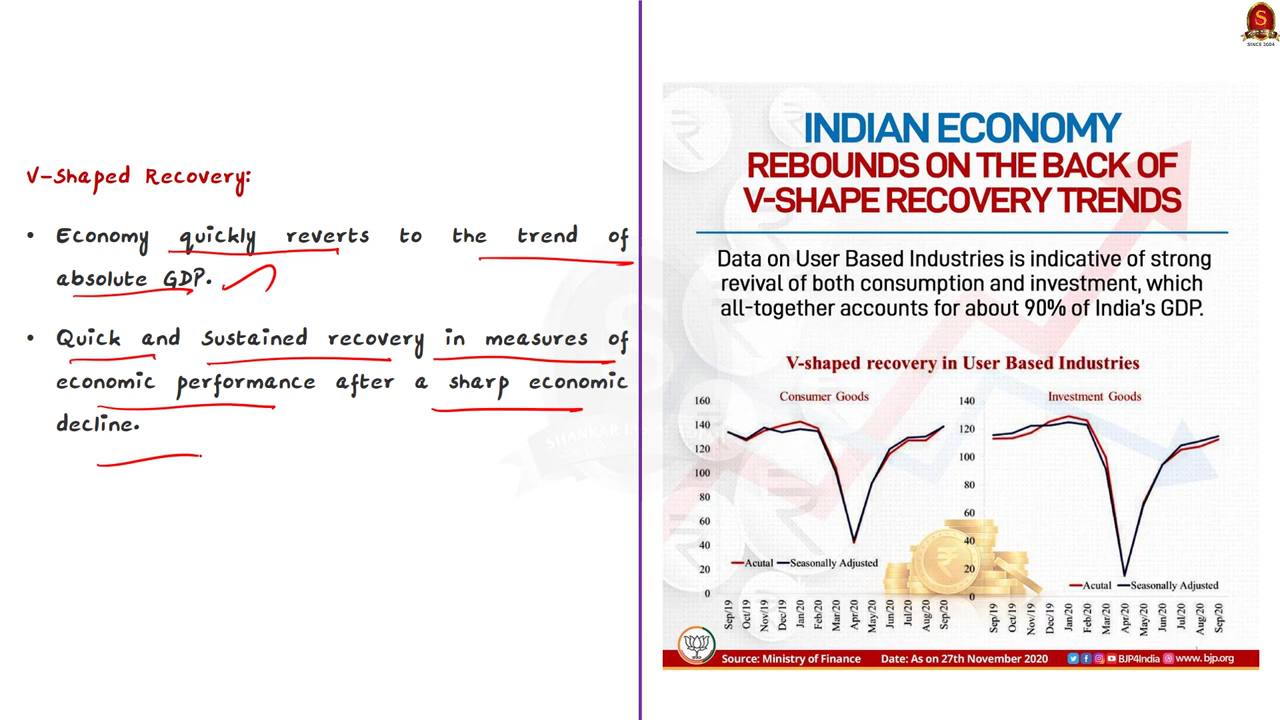 V-Shaped Recovery:
• Economy quickly reverts to the trend of
absolute GDP.
• Quick and Sustained recovery in measures of
economic performance after a sharp economic
decline.
S
SINCE 2004
INDIAN ECONOMY
REBOUNDS ON THE BACK OF
V-SHAPE RECOVERY TRENDS
Data on User Based Industries is indicative of strong
revival of both consumption and investment, which
all-together accounts for about 90% of India's GDP.
V-shaped recovery in User Based Industries
Consumer Goods
160
140
120
100
80
60
40
20
0
Acutal Seasonally Adjusted
Sep/19 Oct/19 Nov/19 Dec/19 Jan/20 Feb/20 Mar/20 Apr/20 May/20 Jun/20 Jul/20 Aug/20 Sep/20
Investment Goods
140
120
100
80
60
40
20
0
Acutal Seasonally Adjusted
Sep/19 Oct/19 Nov/19 Dec/19 Jan/20 Feb/20 Mar/20 Apr/20 May/20 Jun/20 Jul/20 Aug/20 Sep/20
Source: Ministry of Finance Date: As on 27th November 2020 BJP4India www.bjp.org